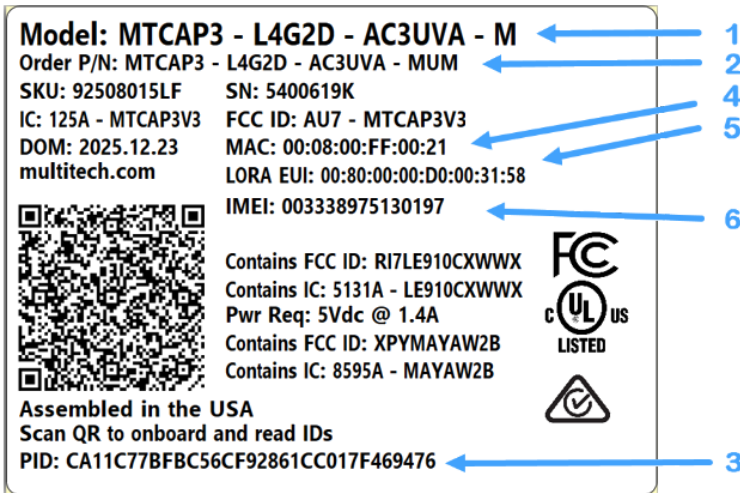 Model: MTCAP3 - L4G2D - AC3UVA - M
1
Order P/N: MTCAP3 - L4G2D - AC3UVA - MUM
2
SKU: 92508015LF SN: 5400619K
4
IC: 125A - MTCAP3V3 FCC ID: AU7 - MTCAP3V3
5
DOM: 2025.12.23 MAC: 00:08:00:FF:00:21
multitech.com LORA EUI: 00:80:00:00:D0:00:31:58
IMEI: 003338975130197
6
Contains FCC ID: RI7LE910CXWWX
Contains IC: 5131A - LE910CXWWX
Pwr Req: 5Vdc @ 1.4A
Contains FCC ID: XPYMAYAW2B
Contains IC: 8595A - MAYAW2B
FC
C UL US
LISTED
Assembled in the USA
Scan QR to onboard and read IDs
PID: CA11C77BFBC56CF92861CC017F469476
3